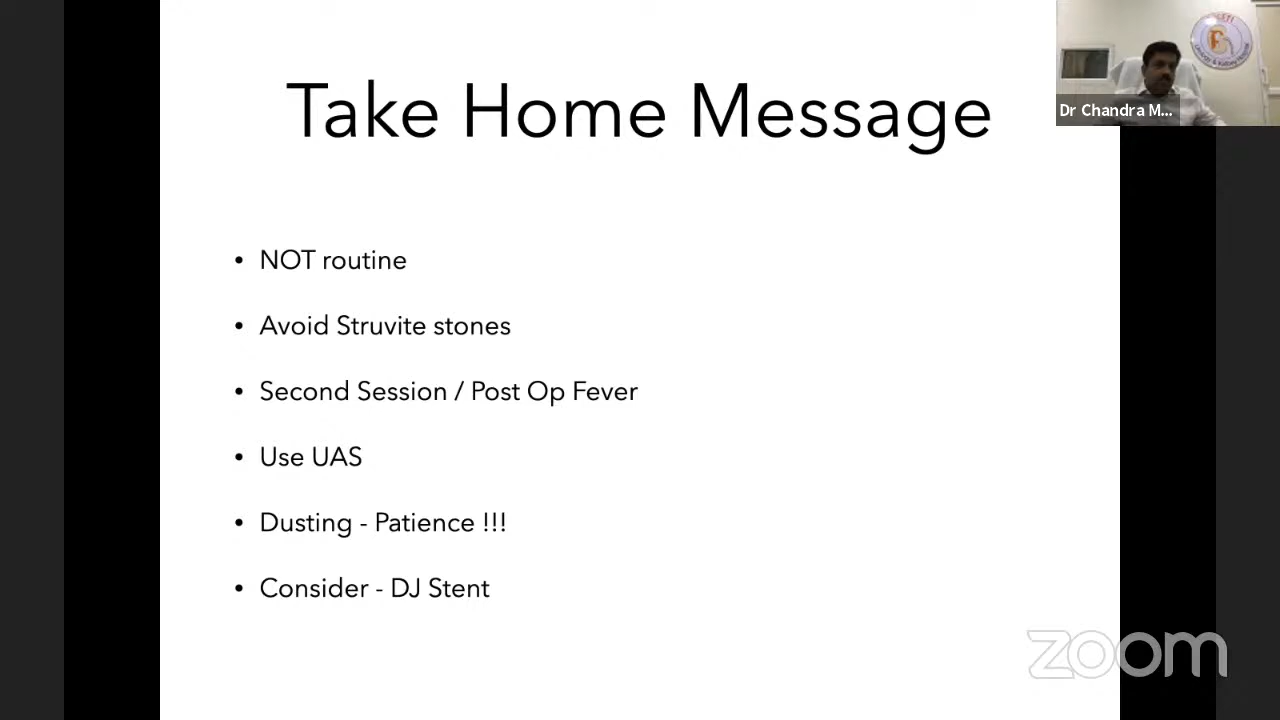 Take Home Message
Dr Chandra M...
• NOT routine
• Avoid Struvite stones
• Second Session / Post Op Fever
• Use UAS
• Dusting - Patience !!!
• Consider - DJ Stent
zoom